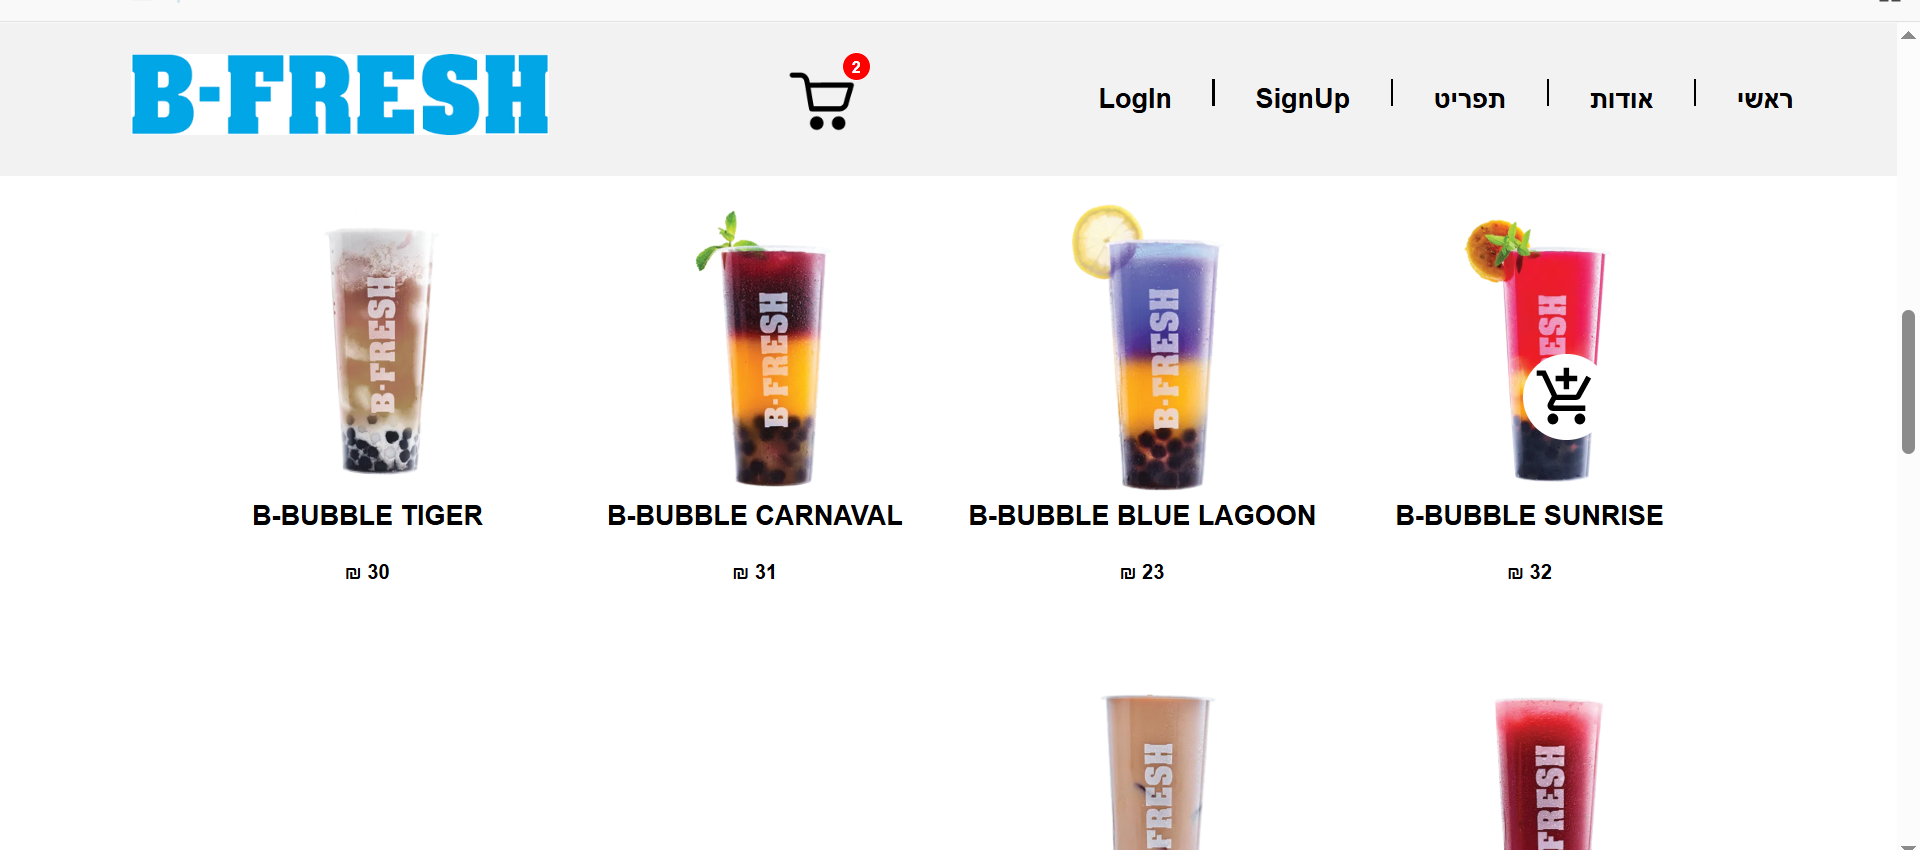 B-FRESH
2
ראשי
אודות
תפריט
SignUp
LogIn
B-FRESH
B-FRESH
B-FRESH
ESH
B-BUBBLE TIGER
B-BUBBLE CARNAVAL
B-BUBBLE BLUE LAGOON
B-BUBBLE SUNRISE
30 ₪
31 ₪
23 ₪
32 ₪
FRESH
FRESH